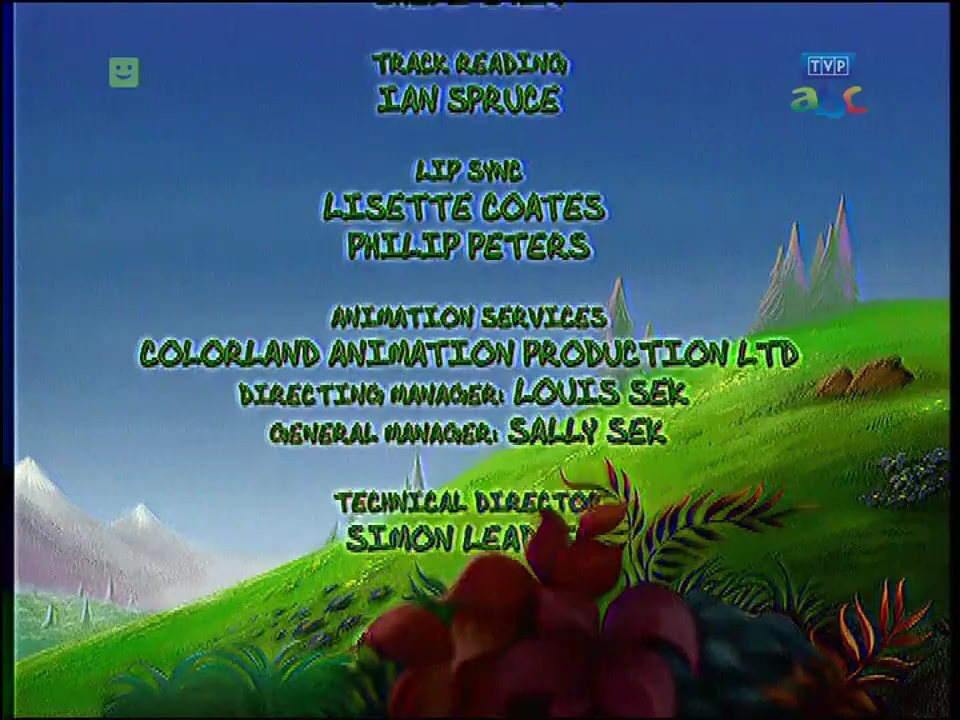 TRACK READING
IAN SPRUCE
TVP
abc
LIP SYNC
LISETTE COATES
PHILIP PETERS
ANIMATION SERVICES
COLORLAND ANIMATION PRODUCTION LTD
DIRECTING MANAGER: LOUIS SEK
GENERAL MANAGER: SALLY SEK
TECHNICAL DIRECTOR
SIMON